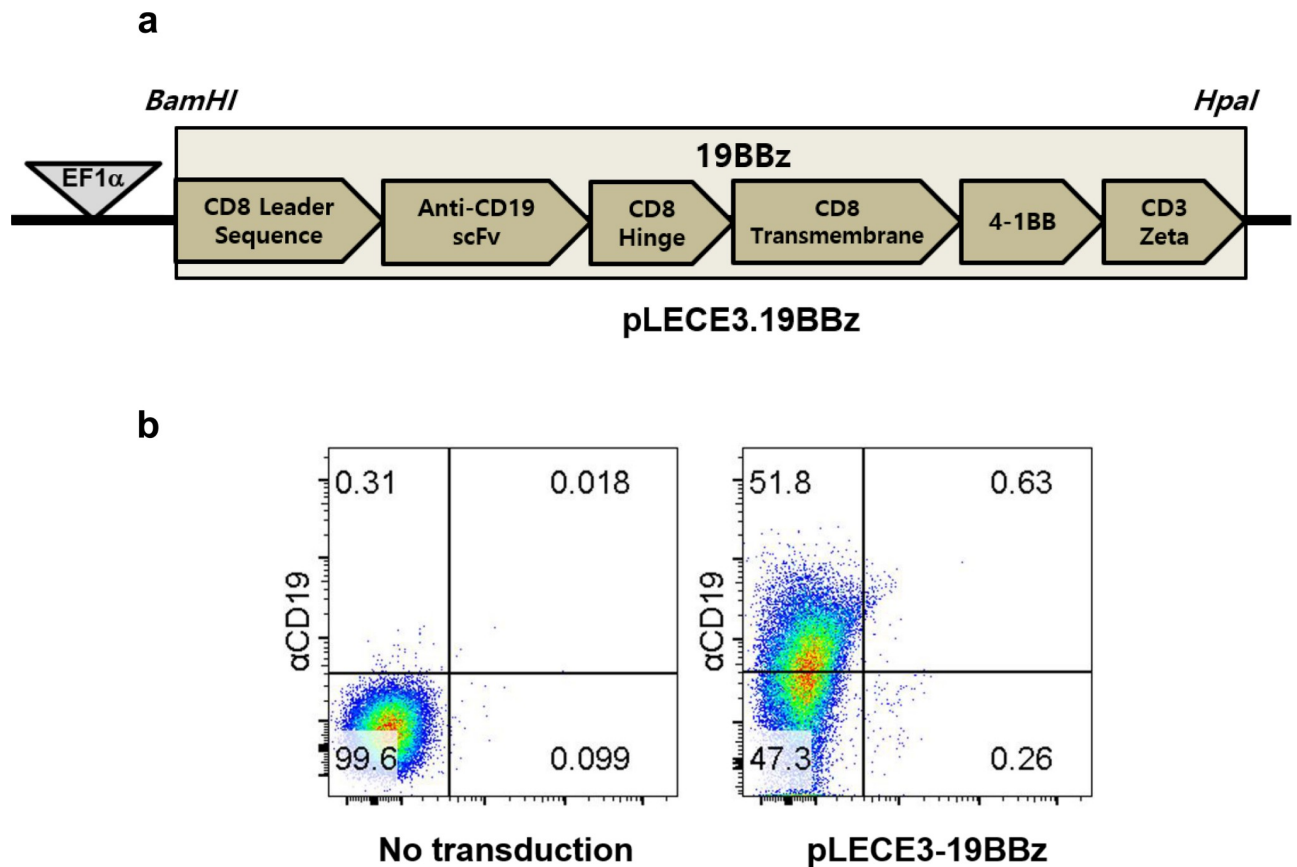 a
BamHI
HpaI
19BBz
EF1α
CD8 Leader
Sequence
Anti-CD19
scFv
CD8
Hinge
CD8
Transmembrane
4-1BB
CD3
Zeta
pLECE3.19BBz
b
0.31
0.018
αCD19
99.6
0.099
No transduction
51.8
0.63
αCD19
47.3
0.26
pLECE3-19BBz